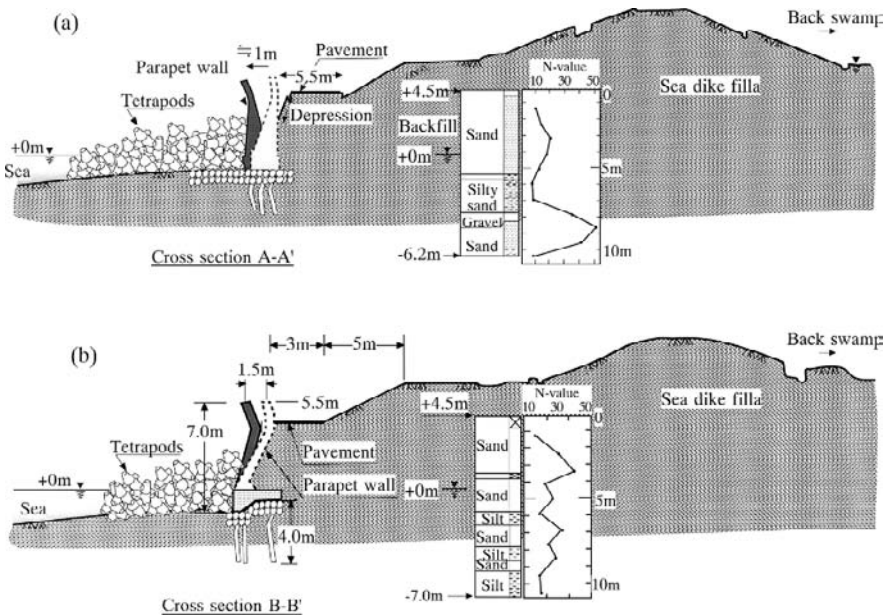 (a)
1m
Pavement
Parapet wall
5.5m
Tetrapods
Depression
+0m
Sea
Cross section A-A'
+4.5m
Backfill
+0m
-6.2m
Sand
Silty
sand
Gravel
Sand
N-value
10 30 50
0
5m
10m
Sea dike filla
Back swamp
(b)
3m
5m
1.5m
5.5m
7.0m
Tetrapods
Pavement
Parapet wall
+0m
Sea
4.0m
Cross section B-B'
+4.5m
+0m
-7.0m
Sand
Sand
Silt
Sand
Silt
Sand
Silt
N-value
10 30 50
0
5m
10m
Sea dike filla
Back swamp